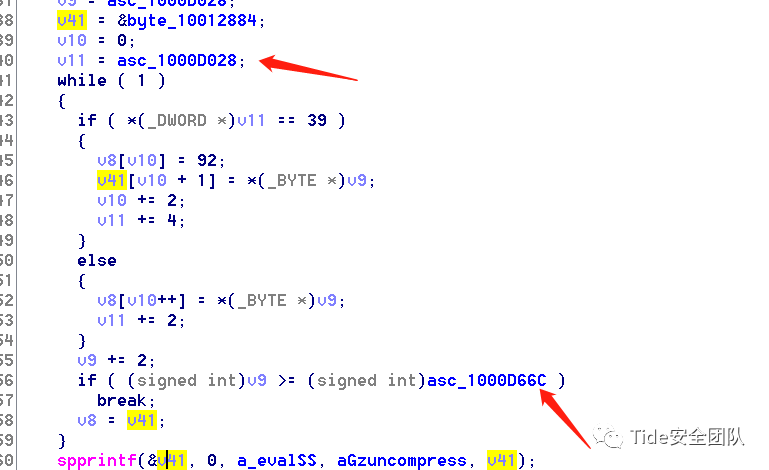 v9 = asc_1000D028;
38 v41 = &byte_10012884;
39 v10 = 0;
40 v11 = asc_1000D028;
41 while ( 1 )
42 {
43 if ( *(_DWORD *)v11 == 39 )
44 {
45 v8[v10] = 92;
46 v41[v10 + 1] = *(_BYTE *)v9;
47 v10 += 2;
48 v11 += 4;
49 }
50 else
51 {
52 v8[v10++] = *(_BYTE *)v9;
53 v11 += 2;
54 }
55 v9 += 2;
56 if ( (signed int)v9 >= (signed int)asc_1000D66C )
57 break;
58 v8 = v41;
59 }
60 spprintf(&v41, 0, a_evalSS, aGzuncompress, v41);
Tide安全团队